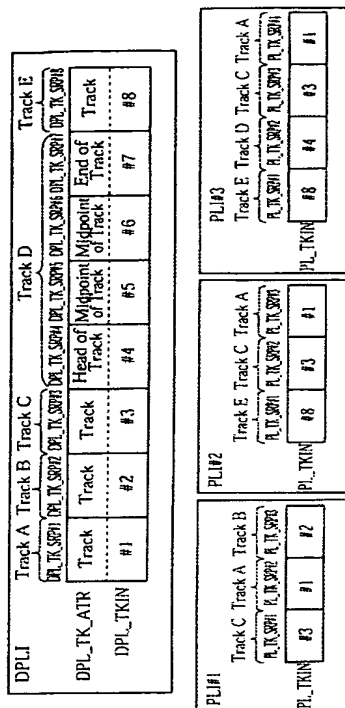 DPLI
Track A Track B Track C Track D Track E
DPL_TK_SRP#1 DPL_TK_SRP#2 DPL_TK_SRP#3 DPL_TK_SRP#4 DPL_TK_SRP#5 DPL_TK_SRP#6 DPL_TK_SRP#7 DPL_TK_SRP#8
DPL_TK_ATR Track Track Track Head of Track Midpoint of Track Midpoint of Track End of Track Track
DPL_TKIN #1 #2 #3 #4 #5 #6 #7 #8
PLI#1
Track C Track A Track B
PL_TK_SRP#1 PL_TK_SRP#2 PL_TK_SRP#3
PL_TKIN #3 #1 #2
PLI#2
Track E Track C Track A
PL_TK_SRP#1 PL_TK_SRP#2 PL_TK_SRP#3
PL_TKIN #8 #3 #1
PLI#3
Track E Track D Track C Track A
PL_TK_SRP#1 PL_TK_SRP#2 PL_TK_SRP#3 PL_TK_SRP#4
PL_TKIN #8 #4 #3 #1